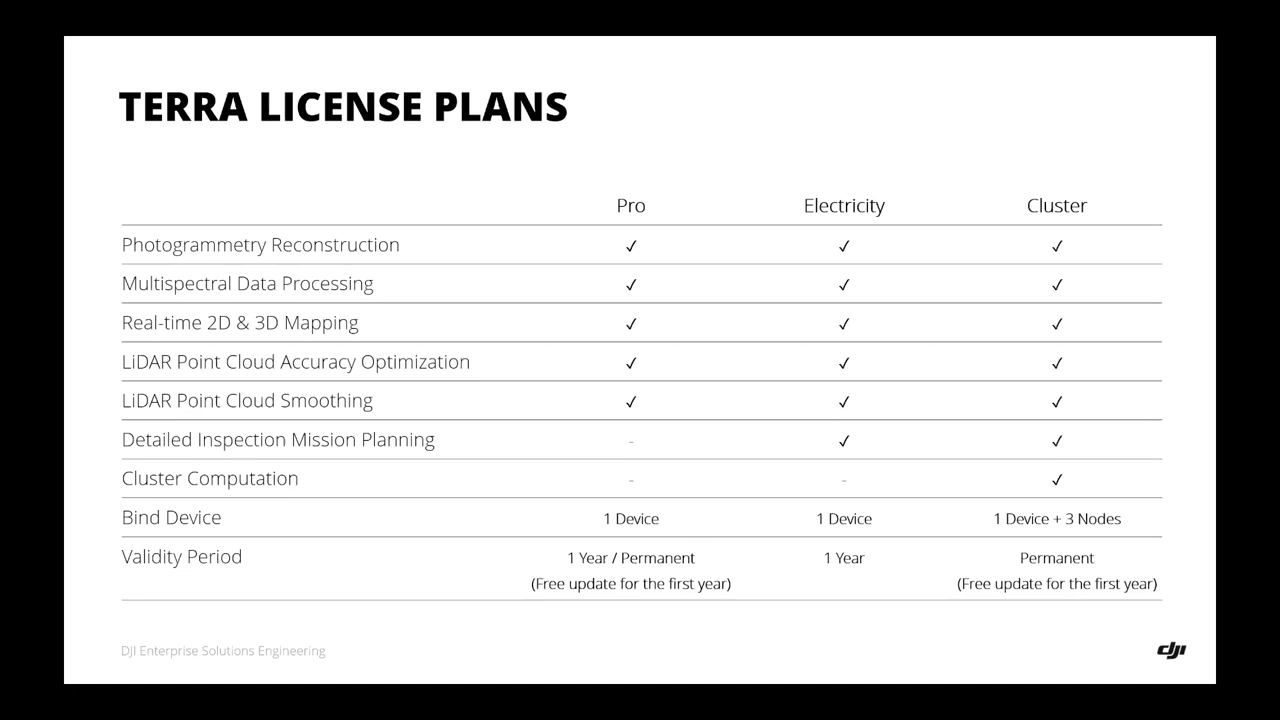 TERRA LICENSE PLANS
Pro Electricity Cluster
Photogrammetry Reconstruction ✓ ✓ ✓
Multispectral Data Processing ✓ ✓ ✓
Real-time 2D & 3D Mapping ✓ ✓ ✓
LiDAR Point Cloud Accuracy Optimization ✓ ✓ ✓
LiDAR Point Cloud Smoothing ✓ ✓ ✓
Detailed Inspection Mission Planning - ✓ ✓
Cluster Computation - - ✓
Bind Device 1 Device 1 Device 1 Device + 3 Nodes
Validity Period 1 Year / Permanent 1 Year Permanent
(Free update for the first year) (Free update for the first year)
DJI Enterprise Solutions Engineering dji